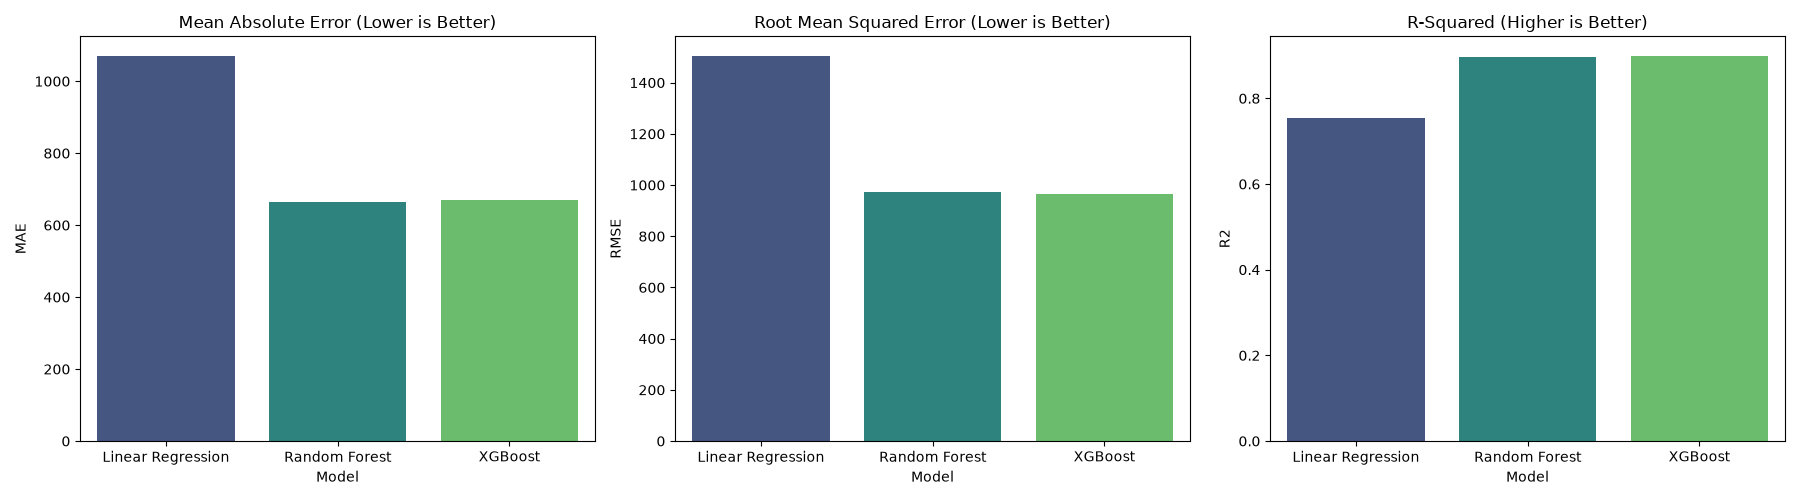 Mean Absolute Error (Lower is Better)
MAE
1000
800
600
400
200
0
Linear Regression Random Forest XGBoost
Model
Root Mean Squared Error (Lower is Better)
RMSE
1400
1200
1000
800
600
400
200
0
Linear Regression Random Forest XGBoost
Model
R-Squared (Higher is Better)
R2
0.8
0.6
0.4
0.2
0.0
Linear Regression Random Forest XGBoost
Model